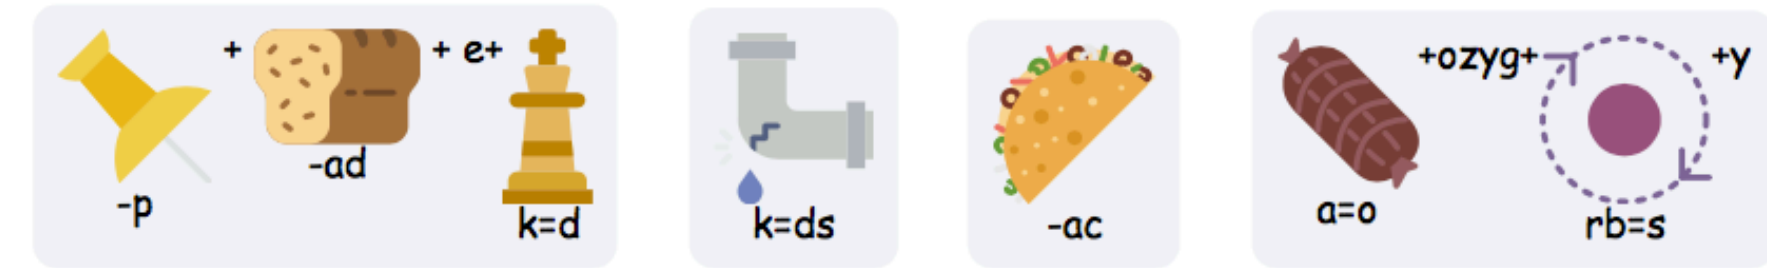 + + e+ +ozyg+ +y
-ad
-p k=d k=ds -ac a=o rb=s